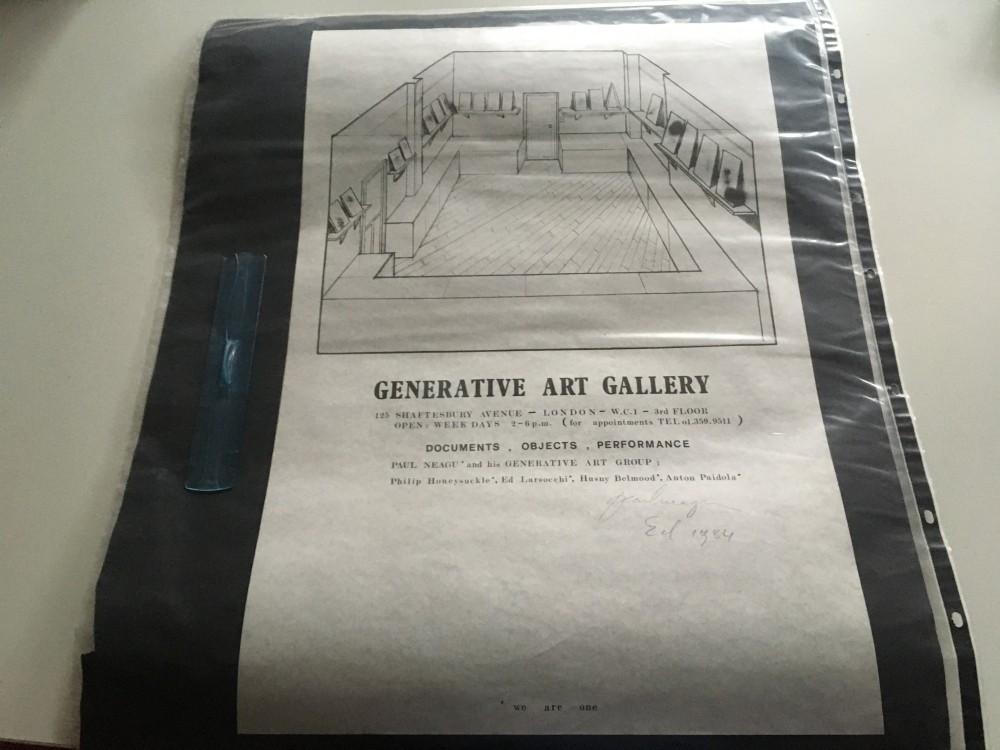 GENERATIVE ART GALLERY
125 SHAFTESBURY AVENUE — LONDON — W.C.1 — 3rd FLOOR
OPEN: WEEK DAYS 2-6 p.m. (for appointments TEL 01.359.9511)
DOCUMENTS , OBJECTS , PERFORMANCE
PAUL NEAGU* and his GENERATIVE ART GROUP ;
Philip Honeysuckle*, Ed Larsocchi*, Husny Belmood*, Anton Paidola*
Ed
* we are one